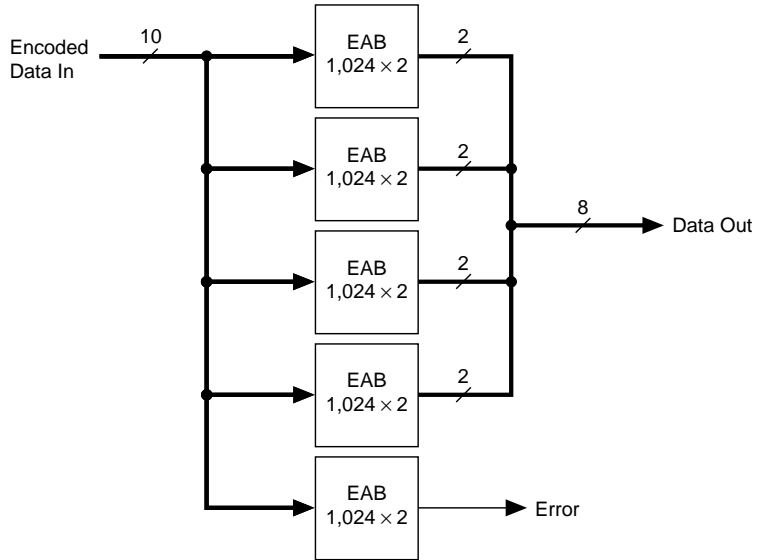 Encoded
Data In
10
EAB
1,024 × 2
2
EAB
1,024 × 2
2
8
Data Out
EAB
1,024 × 2
2
EAB
1,024 × 2
2
EAB
1,024 × 2
Error